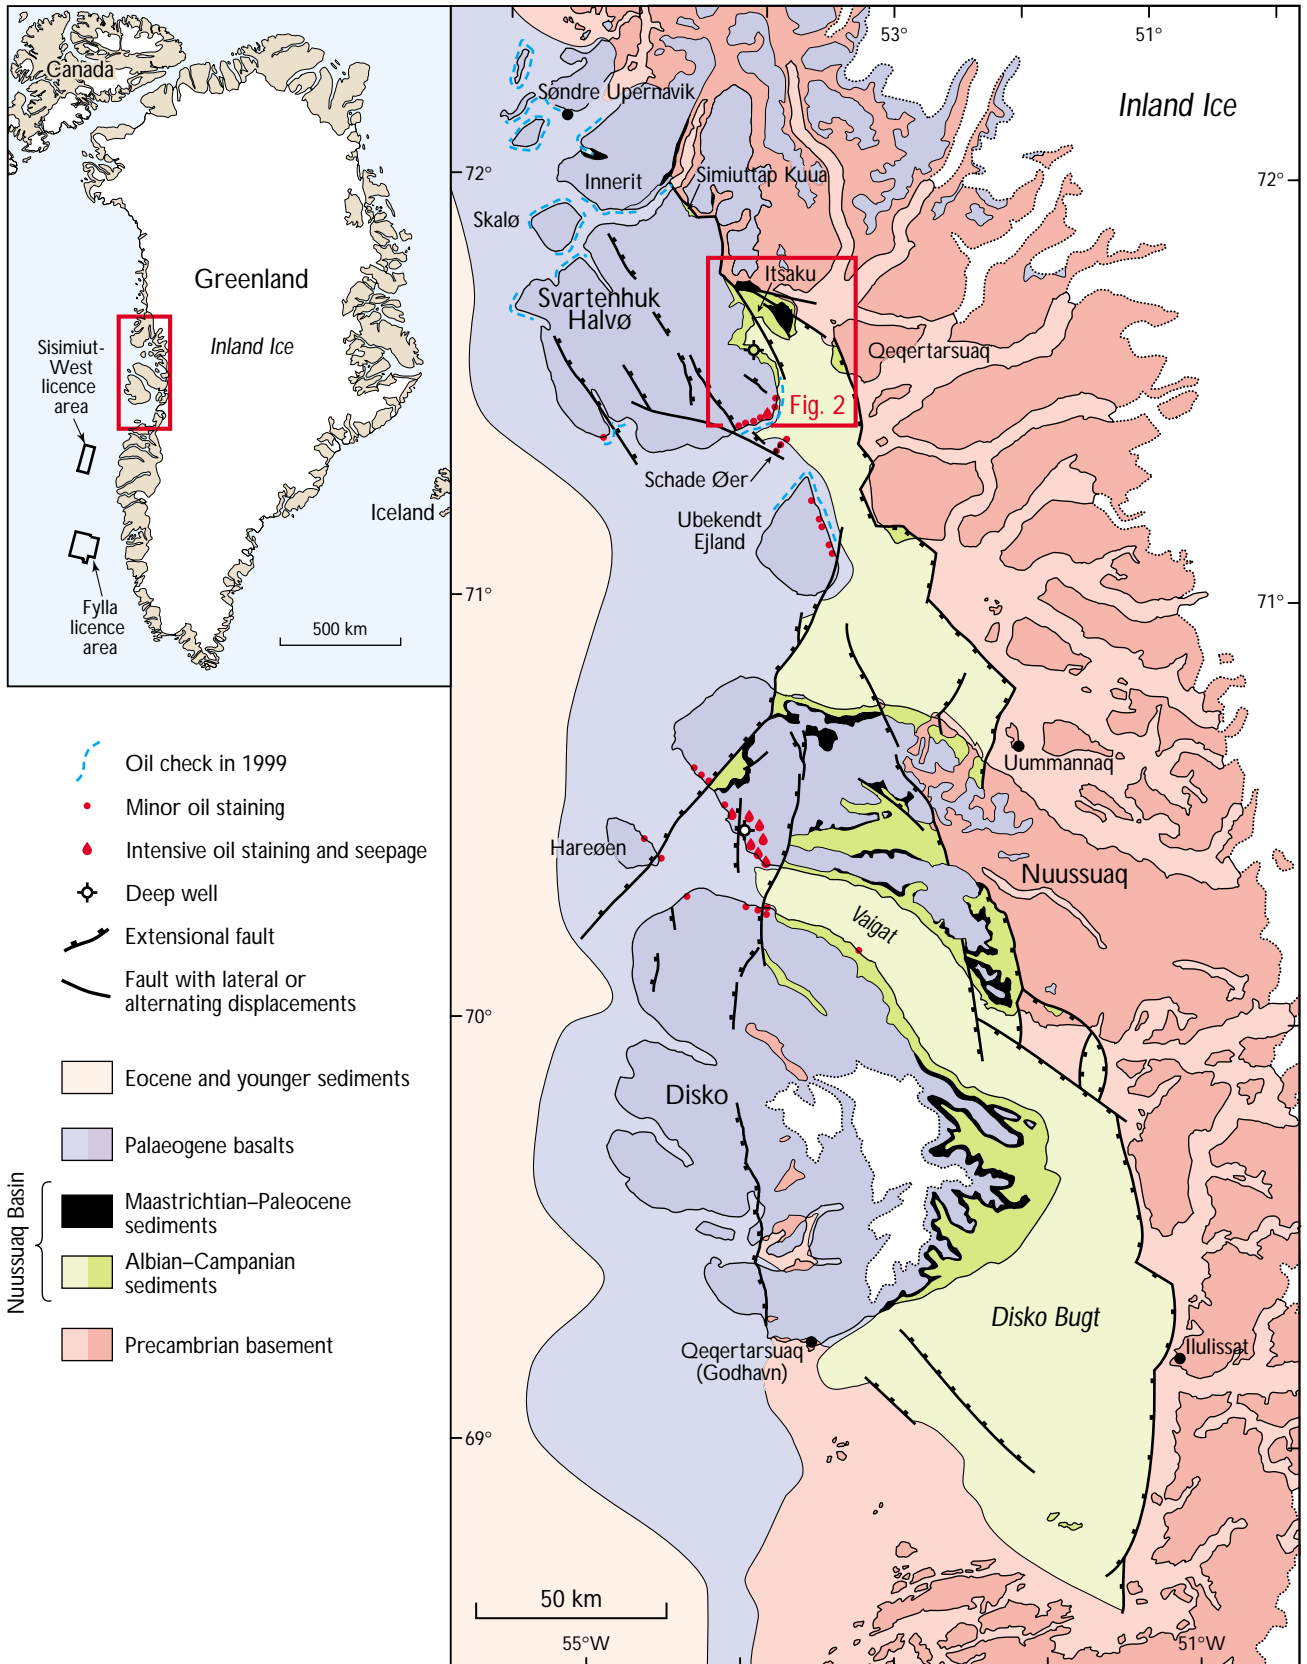 Canada
Greenland
Inland Ice
Sisimiut-
West
licence
area
Iceland
Fylla
licence
area
500 km
53°
51°
Inland Ice
Søndre Upernavik
72°
72°
Innerit
Simiuttap Kuua
Skalø
Itsaku
Svartenhuk
Halvø
Qeqertarsuaq
Fig. 2
Schade Øer
Ubekendt
Ejland
71°
71°
Uummannaq
Hareøen
Nuussuaq
Vaigat
70°
Disko
Disko Bugt
Qeqertarsuaq
(Godhavn)
Ilulissat
69°
50 km
55°W
51°W
Oil check in 1999
Minor oil staining
Intensive oil staining and seepage
Deep well
Extensional fault
Fault with lateral or
alternating displacements
Eocene and younger sediments
Palaeogene basalts
Nuussuaq Basin
Maastrichtian–Paleocene
sediments
Albian–Campanian
sediments
Precambrian basement